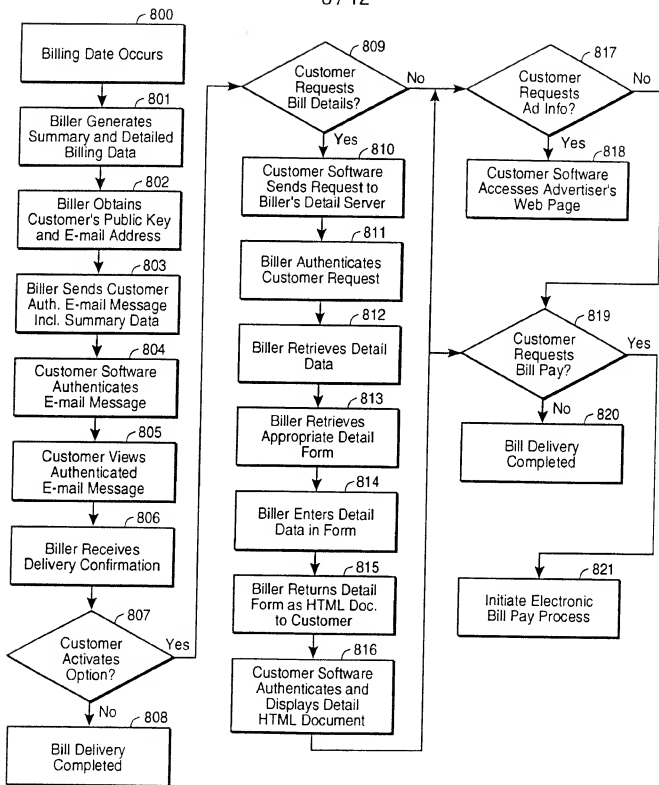 800
Billing Date Occurs
801
Biller Generates
Summary and Detailed
Billing Data
802
Biller Obtains
Customer's Public Key
and E-mail Address
803
Biller Sends Customer
Auth. E-mail Message
Incl. Summary Data
804
Customer Software
Authenticates
E-mail Message
805
Customer Views
Authenticated
E-mail Message
806
Biller Receives
Delivery Confirmation
807
Customer
Activates
Option?
Yes
No
808
Bill Delivery
Completed
809
Customer
Requests
Bill Details?
No
Yes
810
Customer Software
Sends Request to
Biller's Detail Server
811
Biller Authenticates
Customer Request
812
Biller Retrieves Detail
Data
813
Biller Retrieves
Appropriate Detail
Form
814
Biller Enters Detail
Data in Form
815
Biller Returns Detail
Form as HTML Doc.
to Customer
816
Customer Software
Authenticates and
Displays Detail
HTML Document
817
Customer
Requests
Ad Info?
No
Yes
818
Customer Software
Accesses Advertiser's
Web Page
819
Customer
Requests
Bill Pay?
Yes
No
820
Bill Delivery
Completed
821
Initiate Electronic
Bill Pay Process